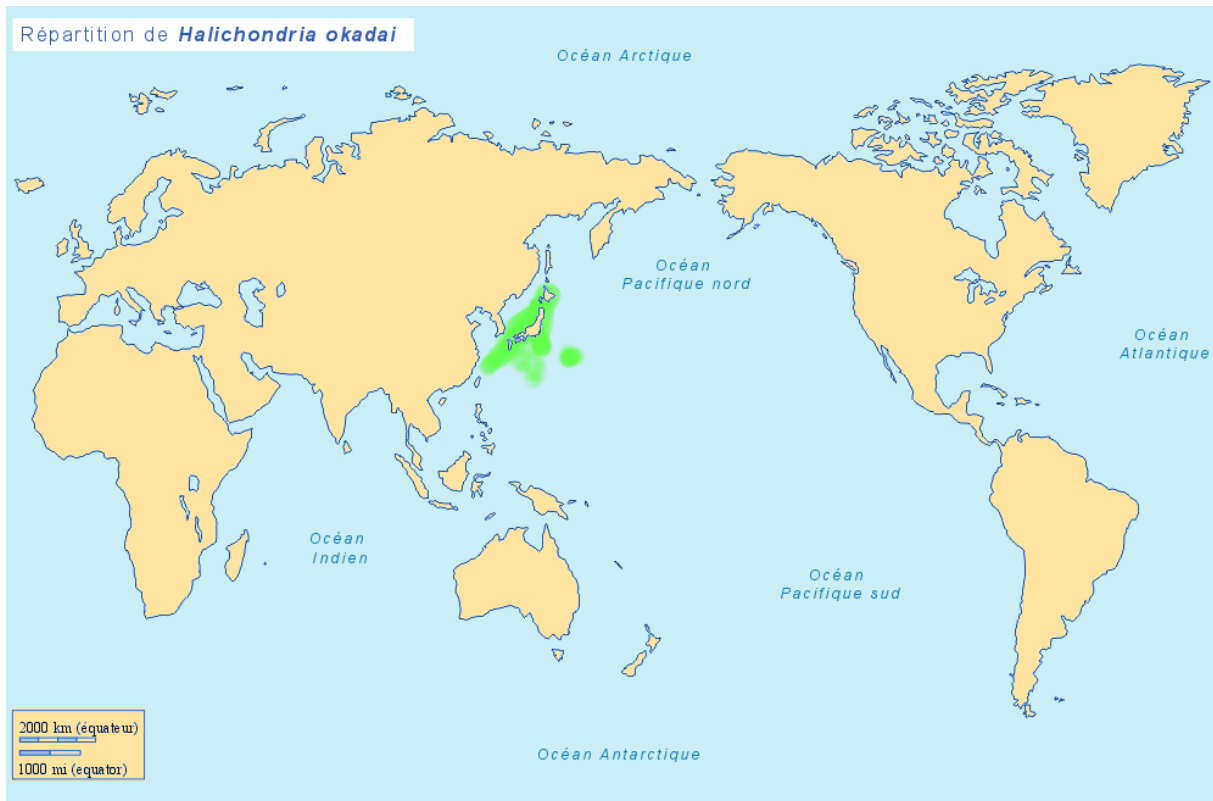 Répartition de Halichondria okadai
Océan Arctique
Océan
Pacifique nord
Océan
Atlantique
Océan
Indien
Océan
Pacifique sud
Océan Antarctique
2000 km (équateur)
1000 mi (equator)